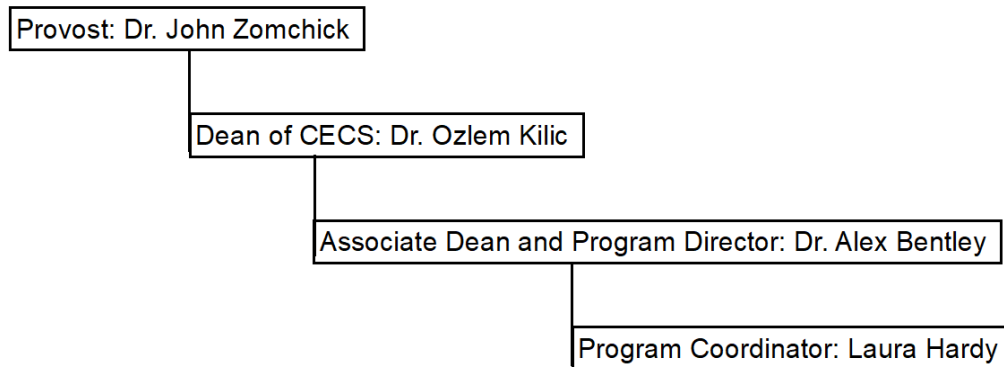 Provost: Dr. John Zomchick
Dean of CECS: Dr. Ozlem Kilic
Associate Dean and Program Director: Dr. Alex Bentley
Program Coordinator: Laura Hardy